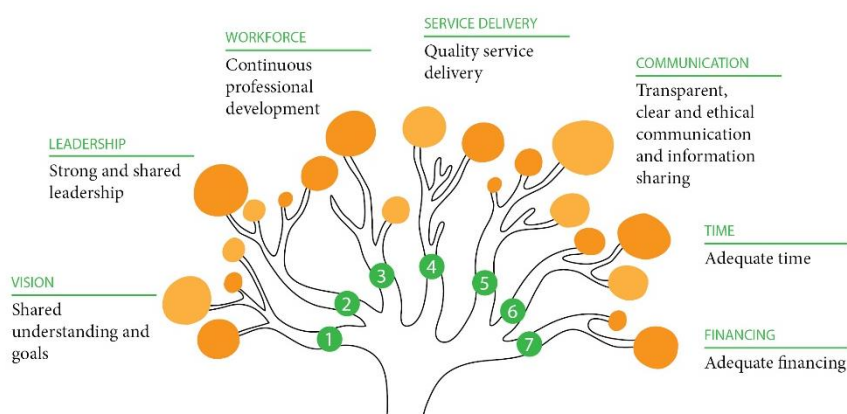 VISION
Shared
understanding and
goals
LEADERSHIP
Strong and shared
leadership
WORKFORCE
Continuous
professional
development
SERVICE DELIVERY
Quality service
delivery
COMMUNICATION
Transparent,
clear and ethical
communication
and information
sharing
TIME
Adequate time
FINANCING
Adequate financing
1
2
3
4
5
6
7